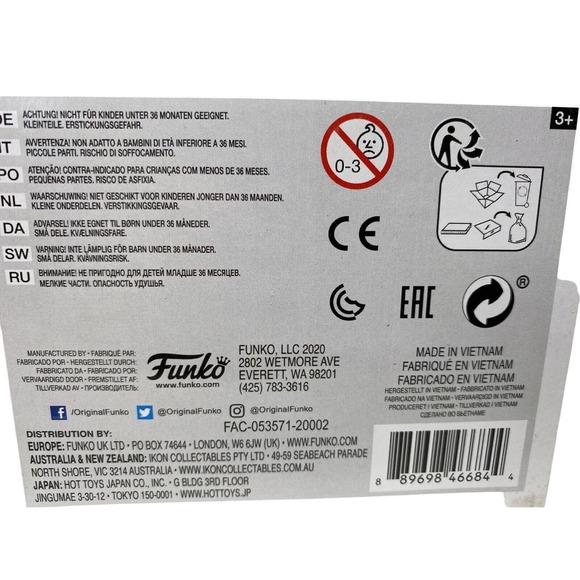 DE ACHTUNG! NICHT FÜR KINDER UNTER 36 MONATEN GEEIGNET.
KLEINTEILE. ERSTICKUNGSGEFAHR.
IT AVVERTENZA! NON ADATTO A BAMBINI DI ETÀ INFERIORE A 36 MESI.
PICCOLE PARTI. RISCHIO DI SOFFOCAMENTO.
PO ATENÇÃO! CONTRA-INDICADO PARA CRIANÇAS COM MENOS DE 36 MESES.
PEQUENAS PARTES. RISCO DE ASFIXIA.
NL WAARSCHUWING! NIET GESCHIKT VOOR KINDEREN JONGER DAN 36 MAANDEN.
KLEINE ONDERDELEN. VERSTIKKINGSGEVAAR.
DA ADVARSEL! IKKE EGNET TIL BØRN UNDER 36 MÅNEDER.
SMÅ DELE. KVÆLNINGSFARE.
SW VARNING! INTE LÄMPLIG FÖR BARN UNDER 36 MÅNADER.
SMÅ DELAR. KVÄVNINGSRISK.
RU ВНИМАНИЕ! НЕ ПРИГОДНО ДЛЯ ДЕТЕЙ МЛАДШЕ 36 МЕСЯЦЕВ.
МЕЛКИЕ ЧАСТИ. ОПАСНОСТЬ УДУШЬЯ.
3+
0-3
CE
EAC
®
MANUFACTURED BY • FABRIQUÉ PAR:
FABRICADO POR • HERGESTELLT DURCH:
FABBRICATO DA • FABRICADO POR:
VERVAARDIGD DOOR • FREMSTILLET AF:
TILLVERKAD AV • ПРОИЗВОДИТЕЛЬ:
Funko
www.funko.com
FUNKO, LLC 2020
2802 WETMORE AVE
EVERETT, WA 98201
(425) 783-3616
MADE IN VIETNAM
FABRIQUÉ EN VIETNAM
FABRICADO EN VIETNAM
HERGESTELLT IN VIETNAM • FABRICADO EM VIETNAM
FABBRICATO NA VIETNAM • VERVAARDIGD IN VIETNAM
PRODUCERET I VIETNAM • TILLVERKAD I VIETNAM
СДЕЛАНО ВО ВЬЕТНАМЕ
f /OriginalFunko @OriginalFunko @OriginalFunko
FAC-053571-20002
DISTRIBUTION BY:
EUROPE: FUNKO UK LTD • PO BOX 74644 • LONDON, W6 6JW (UK) • WWW.FUNKO.COM
AUSTRALIA & NEW ZEALAND: IKON COLLECTABLES PTY LTD • 49-59 SEABEACH PARADE
NORTH SHORE, VIC 3214 AUSTRALIA • WWW.IKONCOLLECTABLES.COM.AU
JAPAN: HOT TOYS JAPAN CO., INC. • G BLDG 3RD FLOOR
JINGUMAE 3-30-12 • TOKYO 150-0001 • WWW.HOTTOYS.JP
8 89698 46684 4